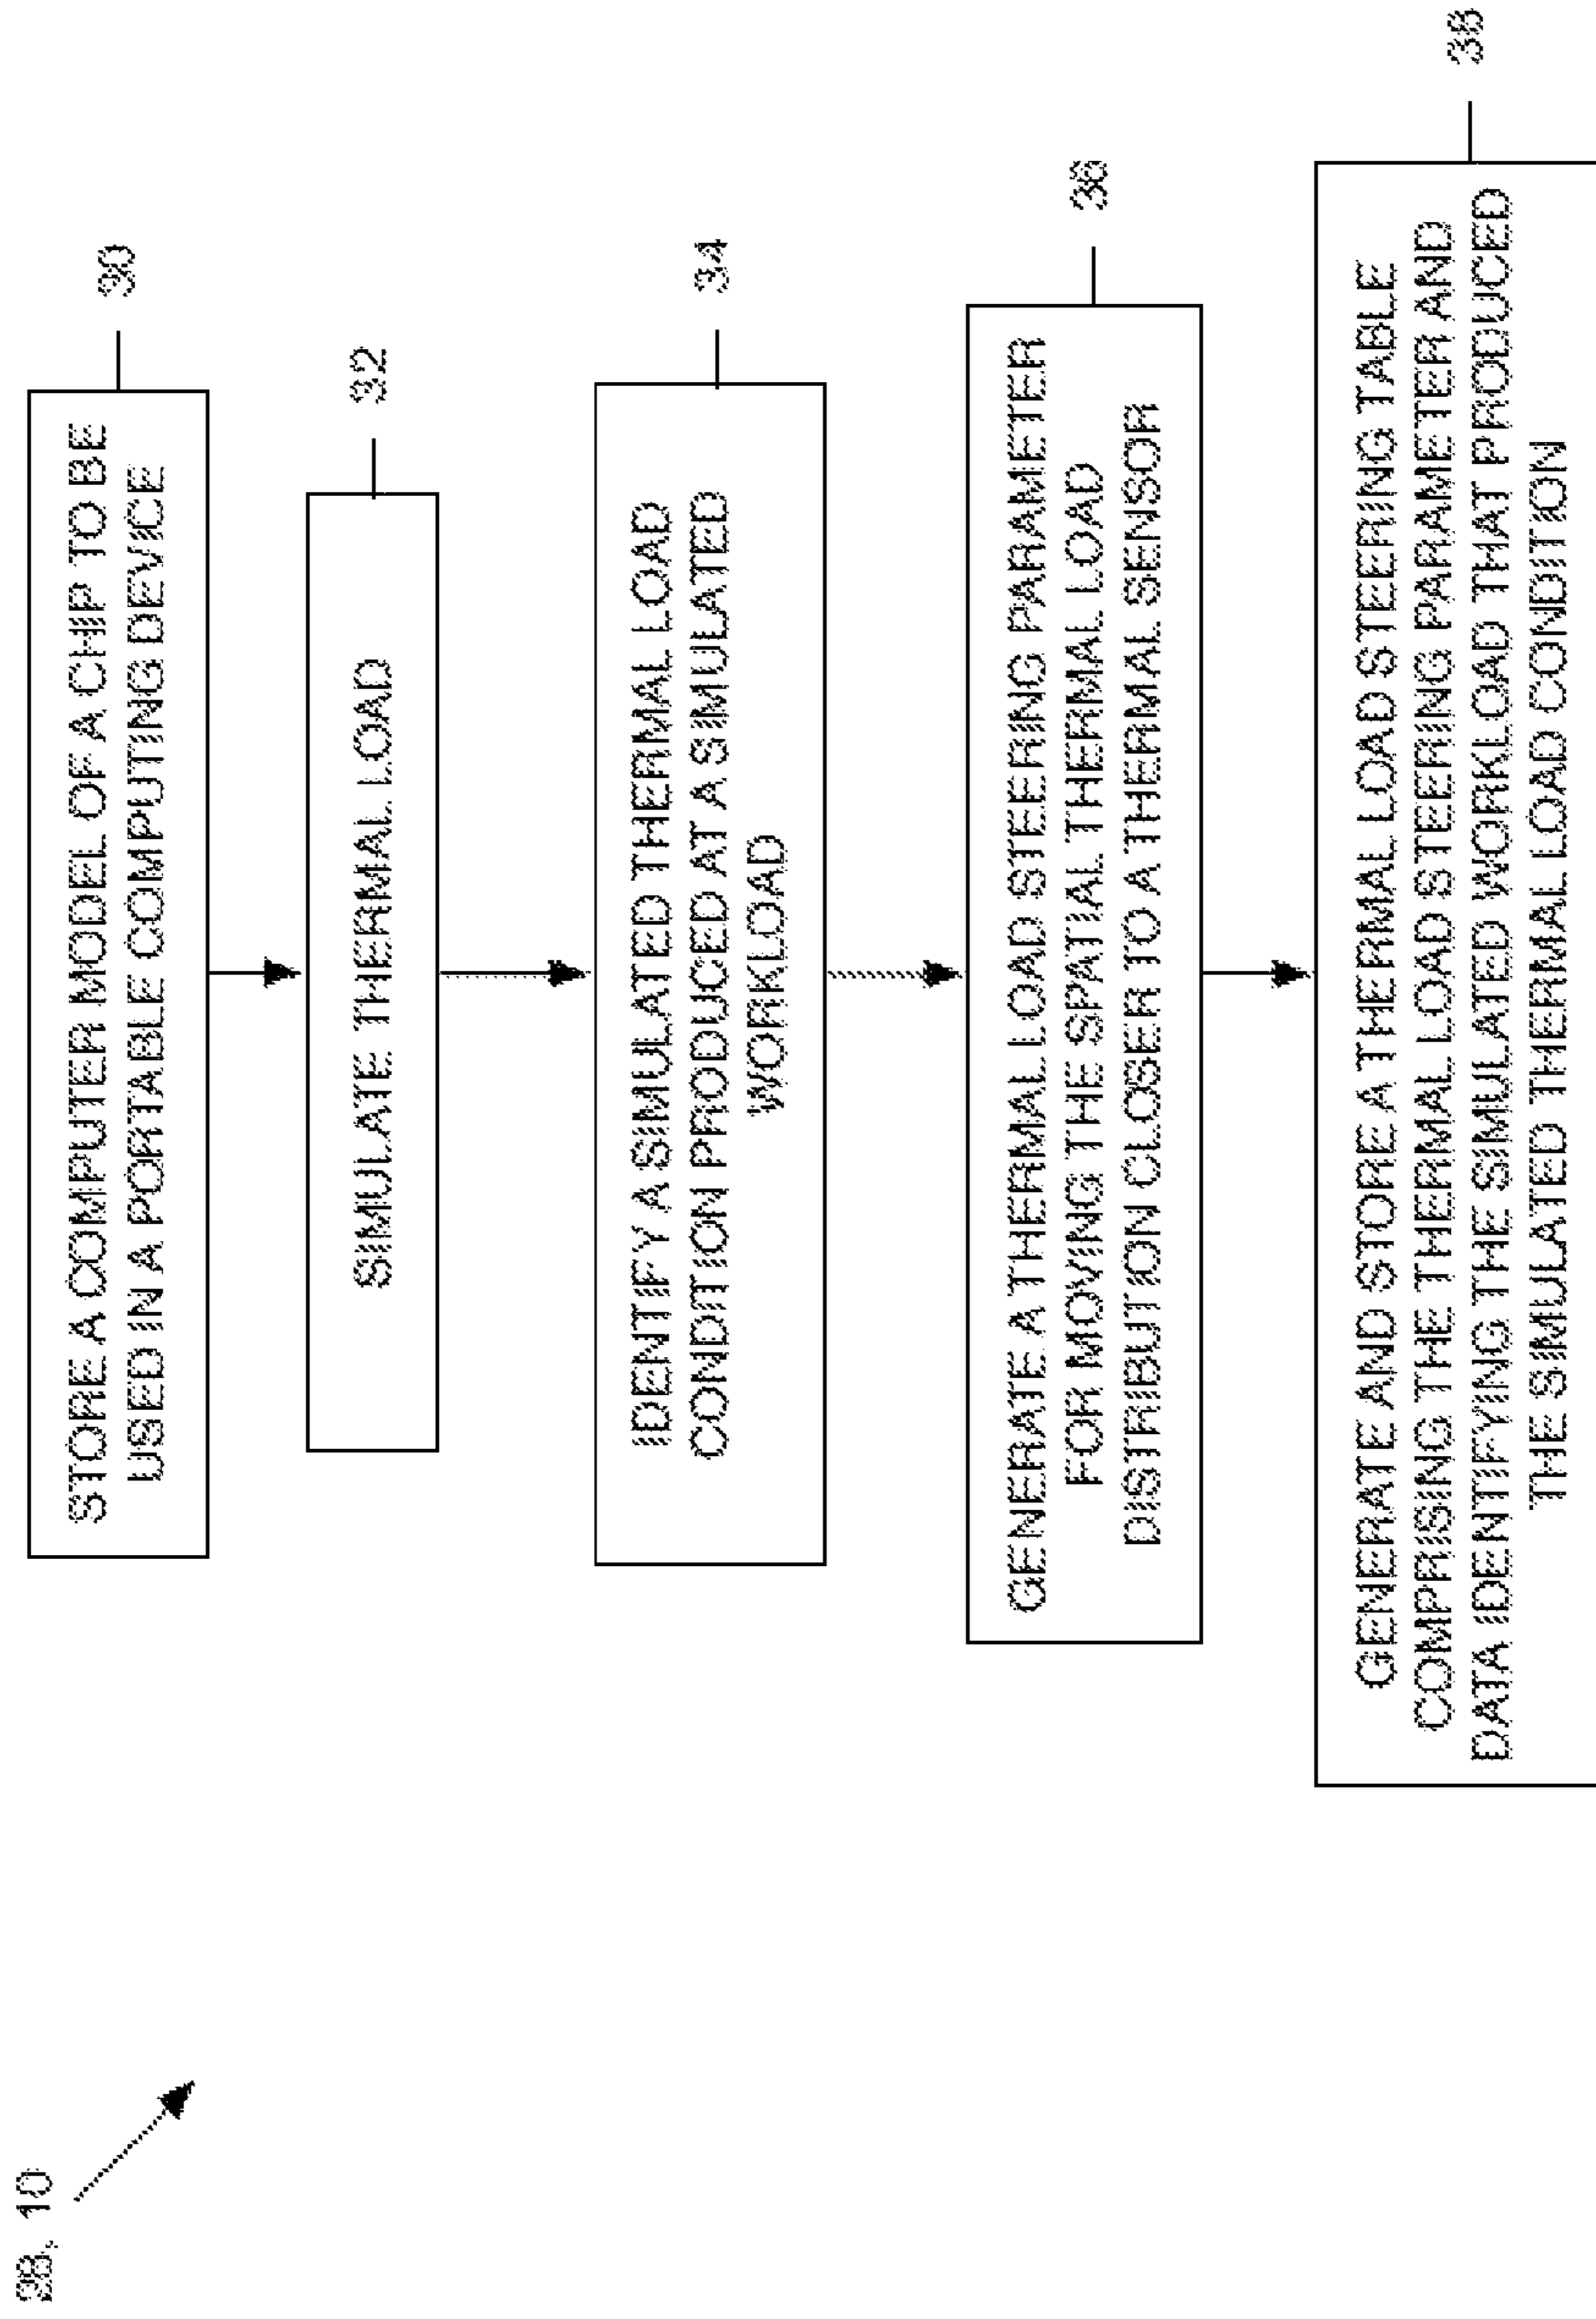 28, 10
STORE A COMPUTER MODEL OF A CHIP TO BE
USED IN A PORTABLE COMPUTING DEVICE
30
SIMULATE THERMAL LOAD
32
IDENTIFY A SIMULATED THERMAL LOAD
CONDITION PRODUCED AT A SIMULATED
WORKLOAD
34
GENERATE A THERMAL LOAD STEERING PARAMETER
FOR MOVING THE SPATIAL THERMAL LOAD
DISTRIBUTION CLOSER TO A THERMAL SENSOR
36
GENERATE AND STORE A THERMAL LOAD STEERING TABLE
COMPRISING THE THERMAL LOAD STEERING PARAMETER AND
DATA IDENTIFYING THE SIMULATED WORKLOAD THAT PRODUCED
THE SIMULATED THERMAL LOAD CONDITION
38